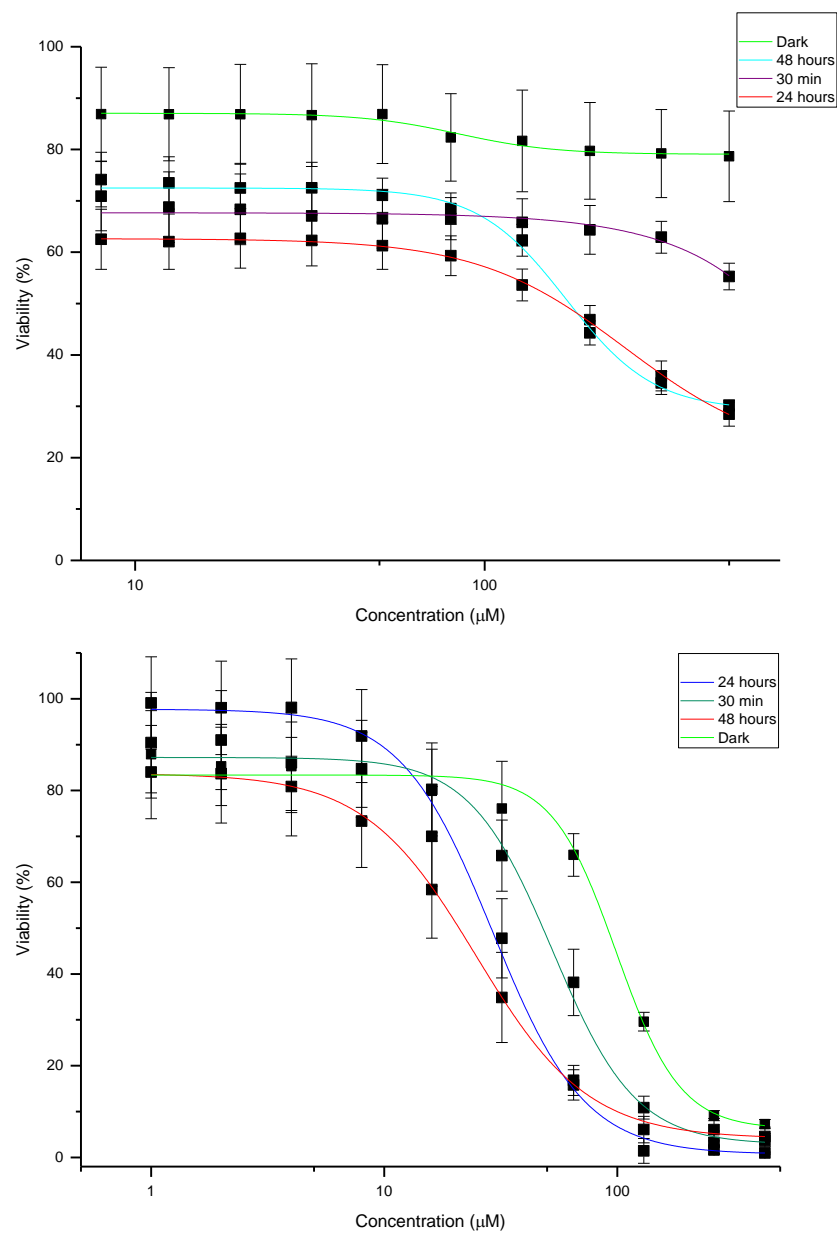 Dark
48 hours
30 min
24 hours
100
80
60
40
20
0
Viability (%)
10
100
Concentration (μM)
24 hours
30 min
48 hours
Dark
100
80
60
40
20
0
Viability (%)
1
10
100
Concentration (μM)